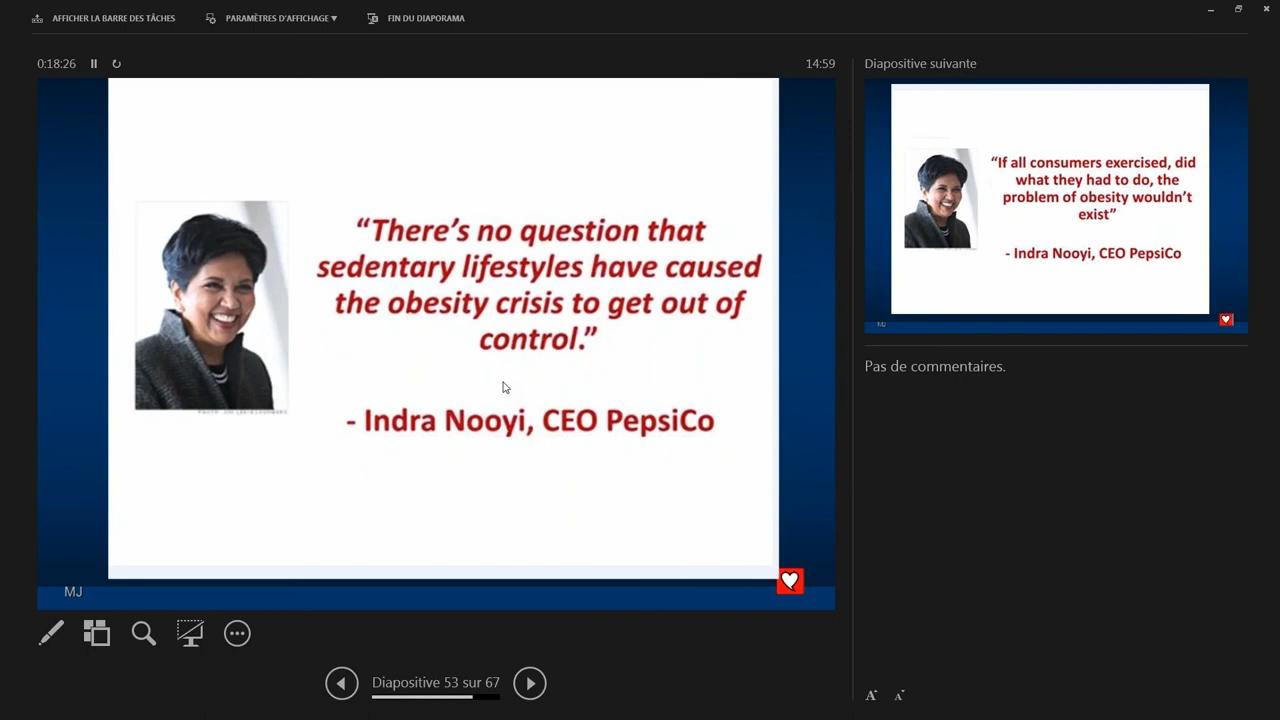 AFFICHER LA BARRE DES TÂCHES
PARAMÈTRES D'AFFICHAGE ▼
FIN DU DIAPORAMA
0:18:26
14:59
“There’s no question that
sedentary lifestyles have caused
the obesity crisis to get out of
control.”
- Indra Nooyi, CEO PepsiCo
MJ
Diapositive 53 sur 67
Diapositive suivante
“If all consumers exercised, did
what they had to do, the
problem of obesity wouldn’t
exist”
- Indra Nooyi, CEO PepsiCo
MJ
Pas de commentaires.
A A